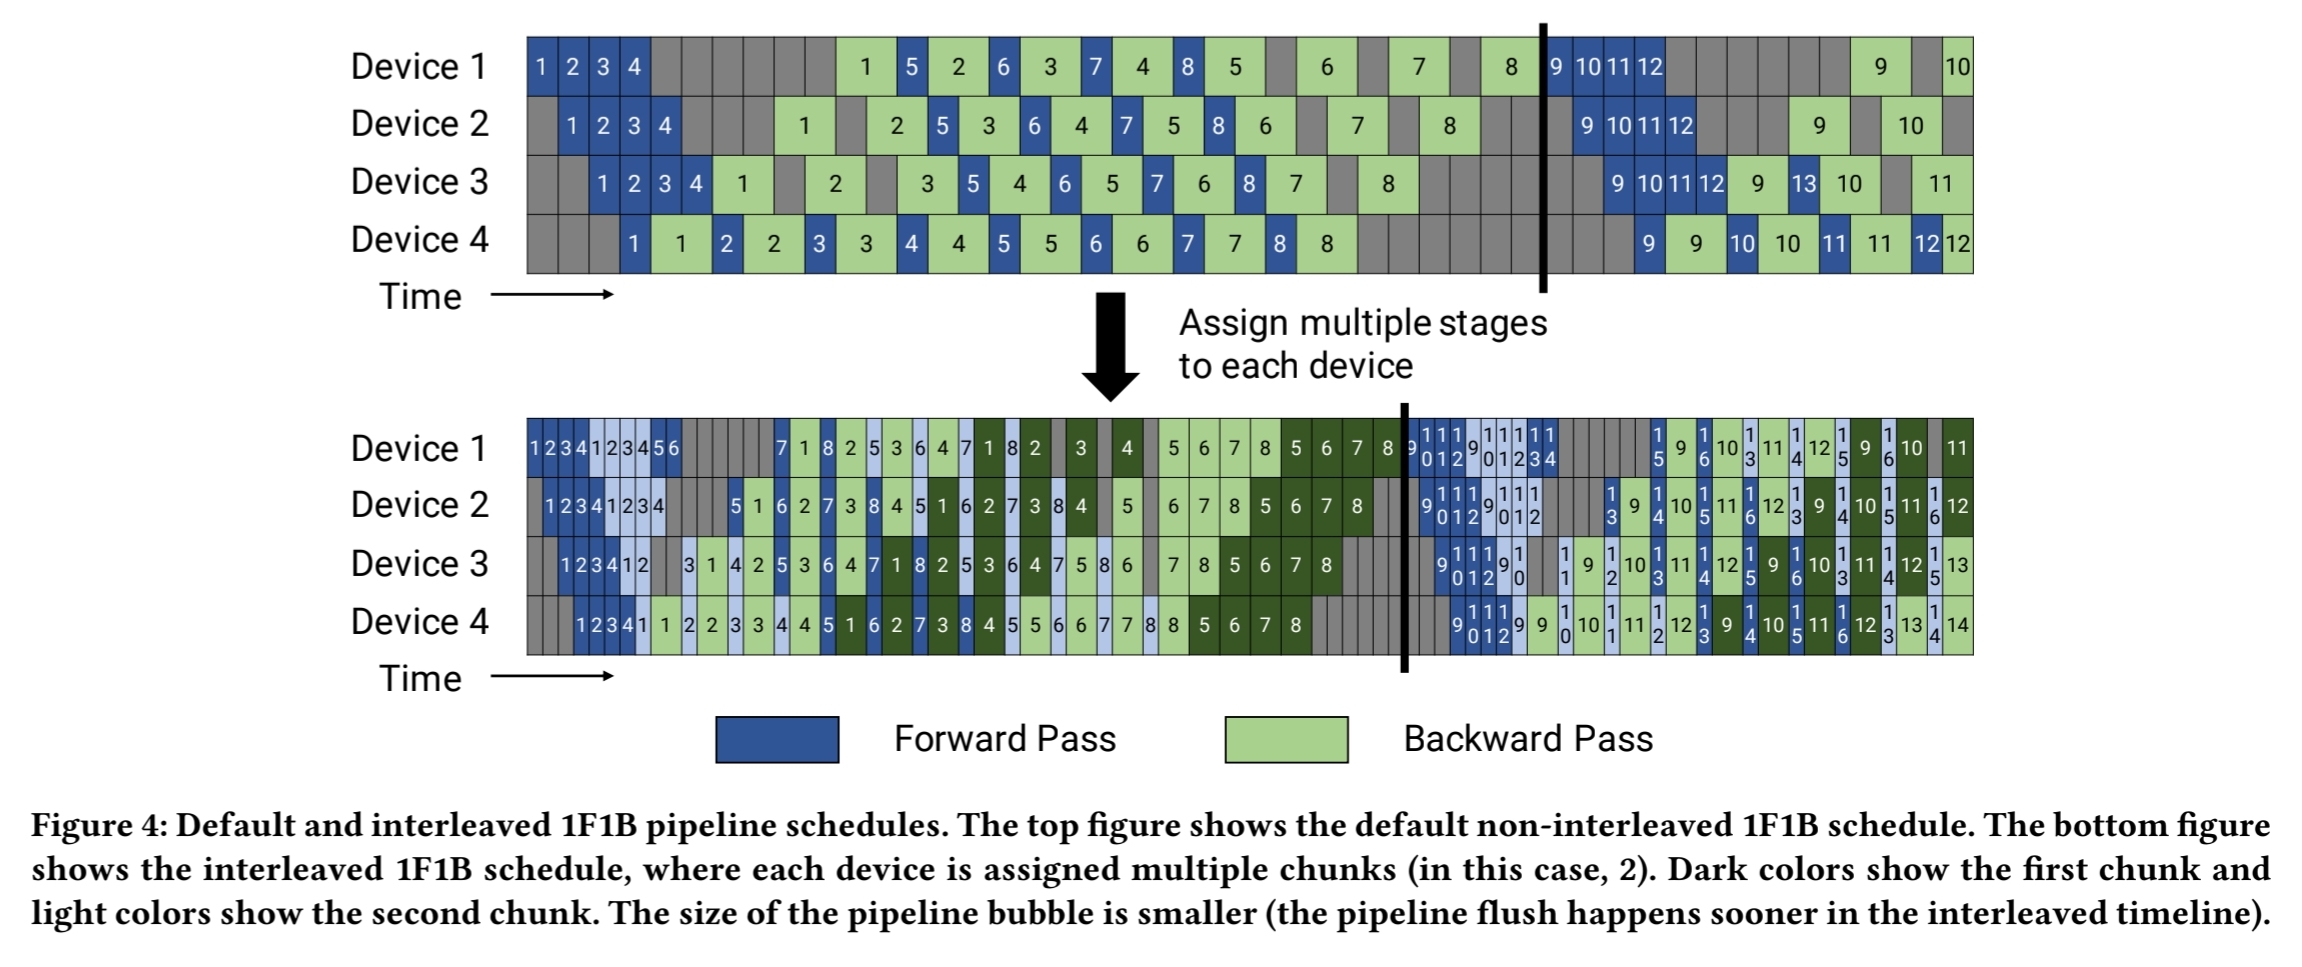 Device 1 1 2 3 4 1 5 2 6 3 7 4 8 5 6 7 8 9 10 11 12 9 10
Device 2 1 2 3 4 1 2 5 3 6 4 7 5 8 6 7 8 9 10 11 12 9 10
Device 3 1 2 3 4 1 2 3 5 4 6 5 7 6 8 7 8 9 10 11 12 9 13 10 11
Device 4 1 1 2 2 3 3 4 4 5 5 6 6 7 7 8 8 9 9 10 10 11 11 12 12
Time
Assign multiple stages
to each device
Device 1 1 2 3 4 1 2 3 4 5 6 7 1 8 2 5 3 6 4 7 1 8 2 3 4 5 6 7 8 5 6 7 8 9 10 11 12 9 10 11 12 13 14 15 9 16 10 13 11 14 12 15 9 16 10 11
Device 2 1 2 3 4 1 2 3 4 5 1 6 2 7 3 8 4 5 1 6 2 7 3 8 4 5 6 7 8 5 6 7 8 9 10 11 12 9 10 11 12 13 9 14 10 15 11 16 12 13 9 14 10 15 11 16 12
Device 3 1 2 3 4 1 2 3 1 4 2 5 3 6 4 7 1 8 2 5 3 6 4 7 5 8 6 7 8 5 6 7 8 9 10 11 12 9 10 11 9 12 10 13 11 14 12 15 9 16 10 13 11 14 12 15 13
Device 4 1 2 3 4 1 1 2 2 3 3 4 4 5 1 6 2 7 3 8 4 5 5 6 6 7 7 8 8 5 6 7 8 9 10 11 12 9 9 10 10 11 11 12 12 13 9 14 10 15 11 16 12 13 13 14 14
Time
Forward Pass Backward Pass
Figure 4: Default and interleaved 1F1B pipeline schedules. The top figure shows the default non-interleaved 1F1B schedule. The bottom figure
shows the interleaved 1F1B schedule, where each device is assigned multiple chunks (in this case, 2). Dark colors show the first chunk and
light colors show the second chunk. The size of the pipeline bubble is smaller (the pipeline flush happens sooner in the interleaved timeline).